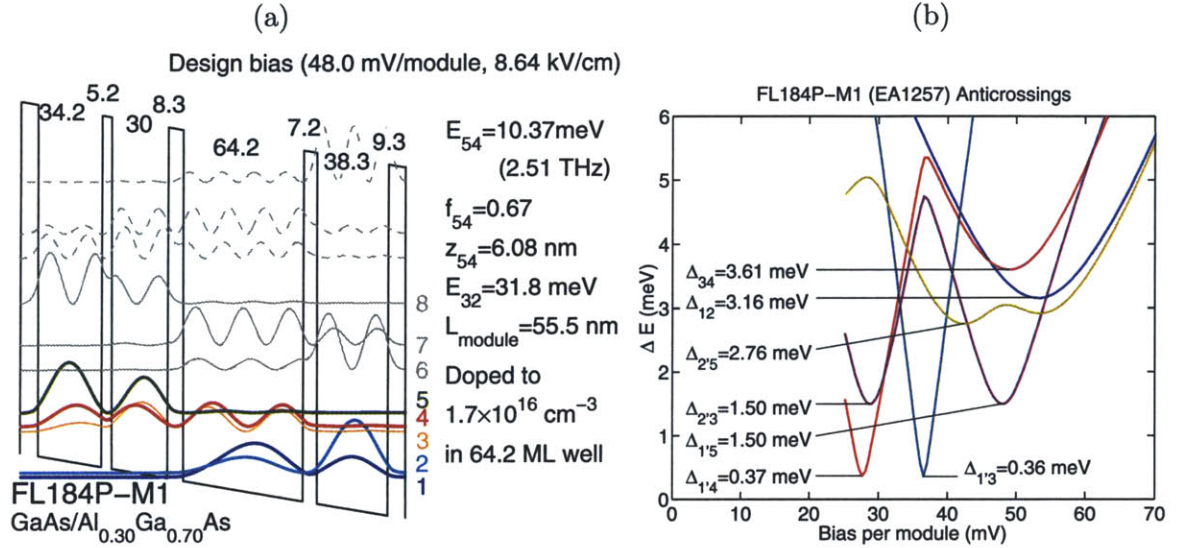 (a)
Design bias (48.0 mV/module, 8.64 kV/cm)
34.2
5.2
30
8.3
64.2
7.2
38.3
9.3
E54=10.37meV
(2.51 THz)
f54=0.67
z54=6.08 nm
E32=31.8 meV
Lmodule=55.5 nm
Doped to
1.7×10^16 cm^-3
in 64.2 ML well
8
7
6
5
4
3
2
1
FL184P-M1
GaAs/Al0.30Ga0.70As
(b)
FL184P-M1 (EA1257) Anticrossings
Δ E (meV)
6
5
4
3
2
1
0
Δ34=3.61 meV
Δ12=3.16 meV
Δ2'5=2.76 meV
Δ2'3=1.50 meV
Δ1'5=1.50 meV
Δ1'4=0.37 meV
Δ1'3=0.36 meV
0 10 20 30 40 50 60 70
Bias per module (mV)